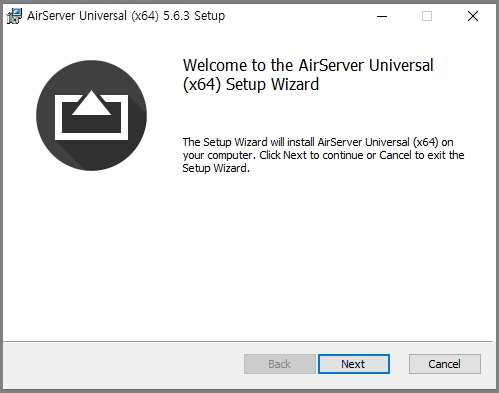 AirServer Universal (x64) 5.6.3 Setup
Welcome to the AirServer Universal
(x64) Setup Wizard
The Setup Wizard will install AirServer Universal (x64) on
your computer. Click Next to continue or Cancel to exit the
Setup Wizard.
Back
Next
Cancel